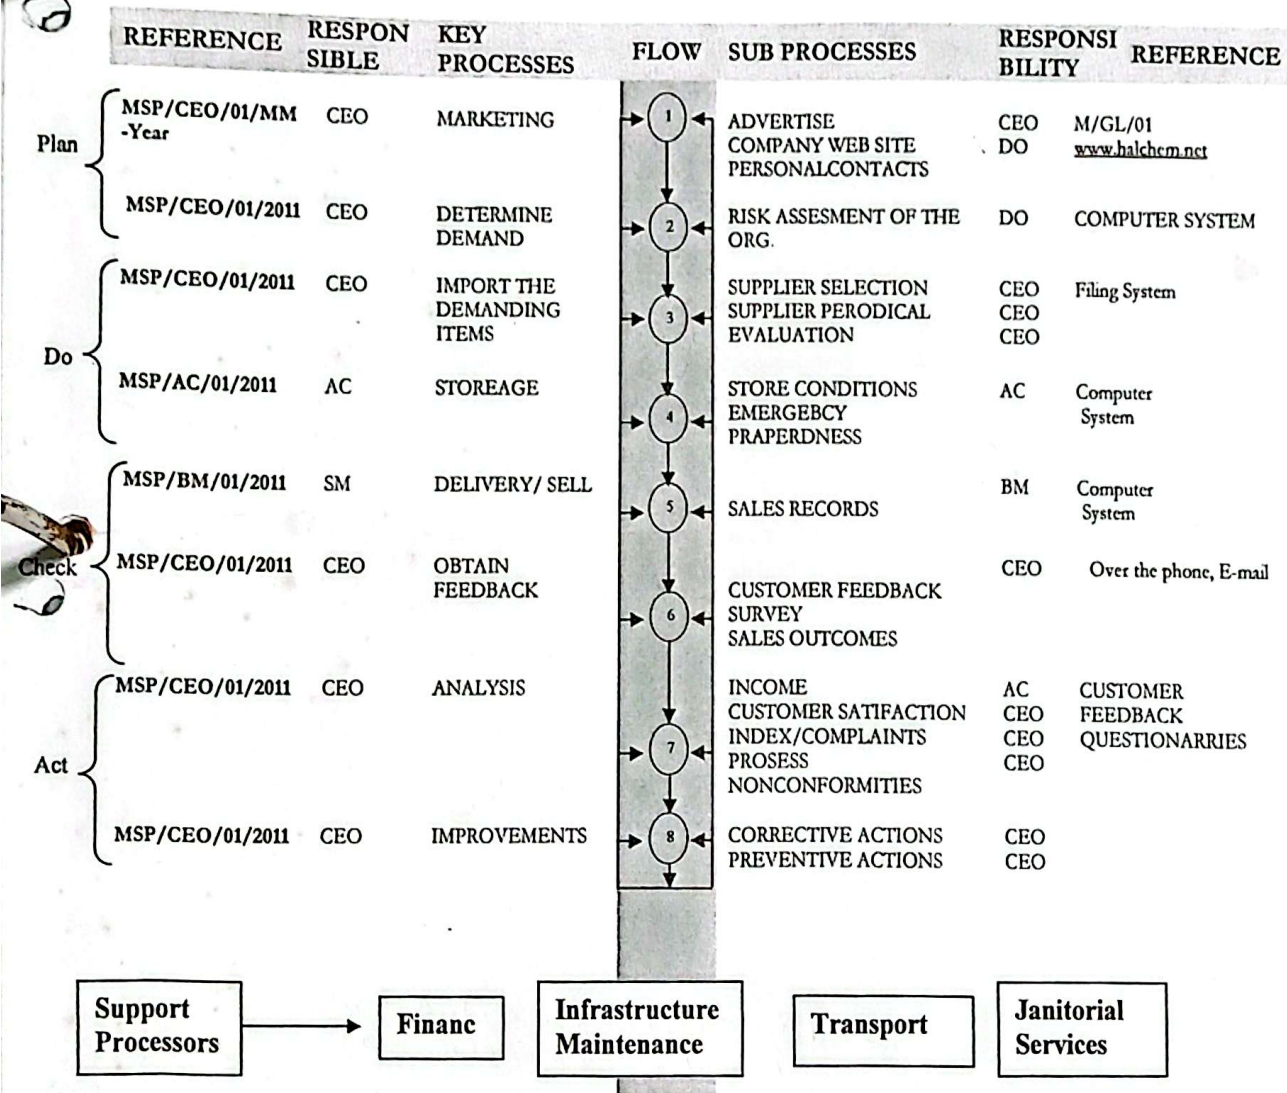 REFERENCE RESPON SIBLE KEY PROCESSES FLOW SUB PROCESSES RESPONSI BILITY REFERENCE
Plan
MSP/CEO/01/MM CEO MARKETING 1 ADVERTISE CEO M/GL/01
-Year COMPANY WEB SITE DO www.halchem.net
PERSONALCONTACTS
MSP/CEO/01/2011 CEO DETERMINE 2 RISK ASSESMENT OF THE DO COMPUTER SYSTEM
DEMAND ORG.
Do
MSP/CEO/01/2011 CEO IMPORT THE SUPPLIER SELECTION CEO Filing System
DEMANDING 3 SUPPLIER PERODICAL CEO
ITEMS EVALUATION CEO
MSP/AC/01/2011 AC STOREAGE STORE CONDITIONS AC Computer
4 EMERGEBCY System
PRAPERDNESS
Check
MSP/BM/01/2011 SM DELIVERY/ SELL BM Computer
5 SALES RECORDS System
MSP/CEO/01/2011 CEO OBTAIN CEO Over the phone, E-mail
FEEDBACK CUSTOMER FEEDBACK
6 SURVEY
SALES OUTCOMES
Act
MSP/CEO/01/2011 CEO ANALYSIS INCOME AC CUSTOMER
CUSTOMER SATIFACTION CEO FEEDBACK
7 INDEX/COMPLAINTS CEO QUESTIONARRIES
PROSESS CEO
NONCONFORMITIES
MSP/CEO/01/2011 CEO IMPROVEMENTS 8 CORRECTIVE ACTIONS CEO
PREVENTIVE ACTIONS CEO
Support
Processors
Financ
Infrastructure
Maintenance
Transport
Janitorial
Services